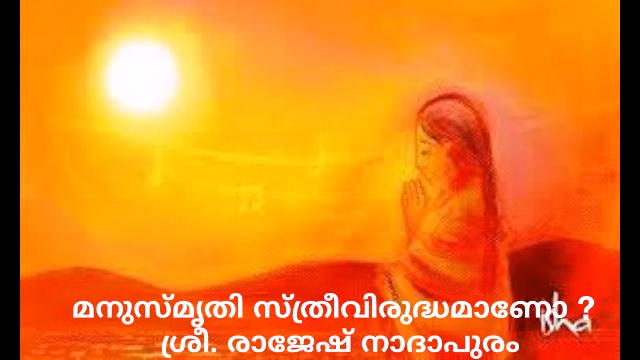 മനുസ്മൃതി സ്ത്രീവിരുദ്ധമാണോ ?
ശ്രീ. രാജേഷ് നാദാപുരം